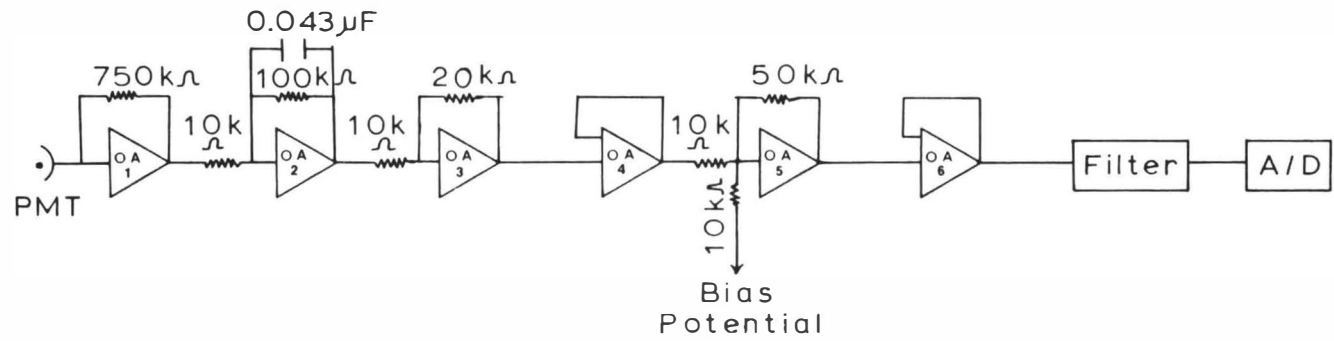 0.043µF
750kΩ
100kΩ
20kΩ
50kΩ
10k
Ω
10k
Ω
10k
Ω
OA
1
OA
2
OA
3
OA
4
OA
5
OA
6
Filter
A/D
PMT
10kΩ
Bias
Potential